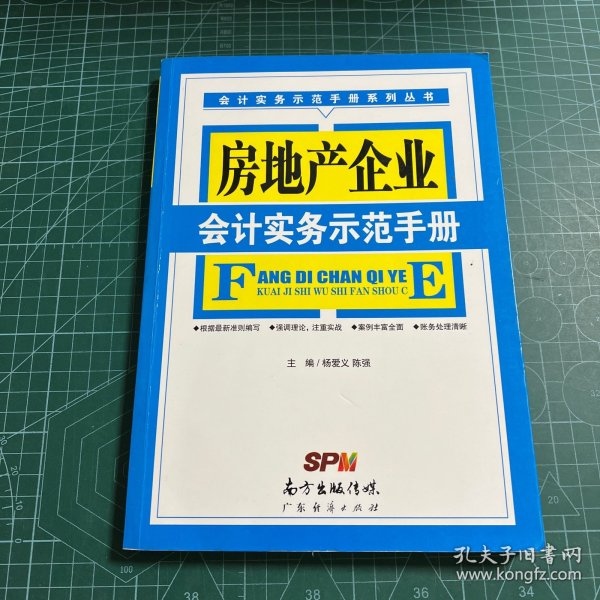 会计实务示范手册系列丛书
房地产企业
会计实务示范手册
FANG DI CHAN QI YE
KUAI JI SHI WU SHI FAN SHOU CE
◆根据最新准则编写 ◆强调理论，注重实战 ◆案例丰富全面 ◆账务处理清晰
主 编/杨爱义 陈强
SPM
南方出版传媒
广东经济出版社
孔夫子旧书网
www.kongfz.com